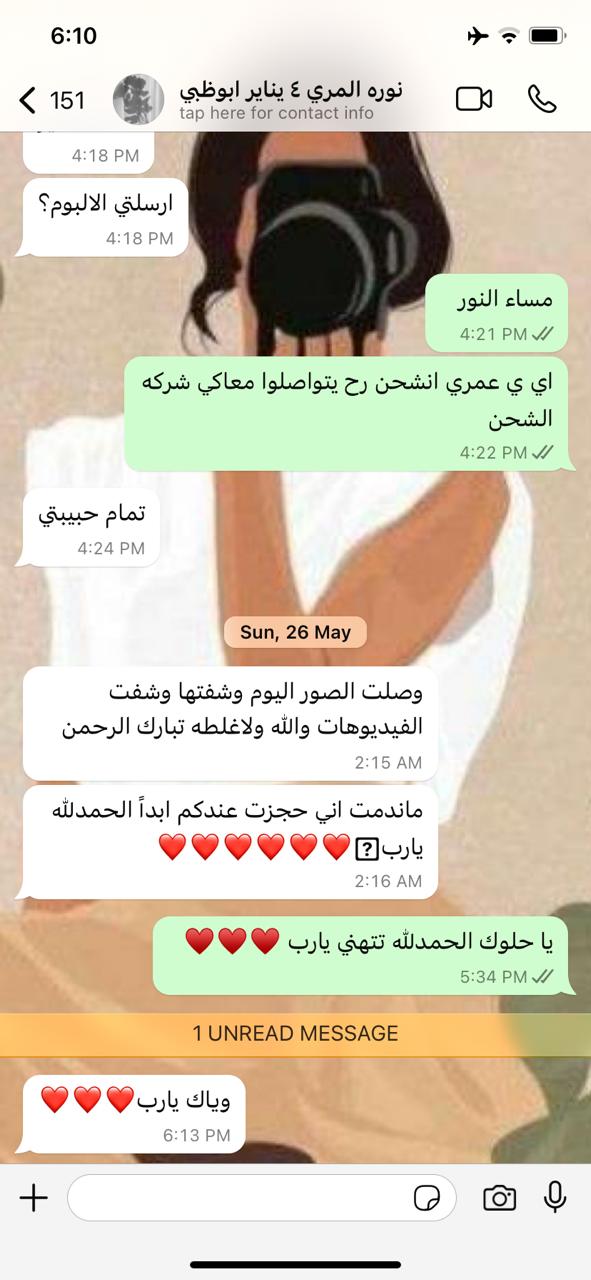 6:10
151
نوره المري ٤ يناير ابوظبي
tap here for contact info
4:18 PM
ارسلتي الالبوم؟
4:18 PM
مساء النور
4:21 PM
اي ي عمري انشحن رح يتواصلوا معاكي شركه
الشحن
4:22 PM
تمام حبيبتي
4:24 PM
Sun, 26 May
وصلت الصور اليوم وشفتها وشفت
الفيديوهات والله ولاغلطه تبارك الرحمن
2:15 AM
ماندمت اني حجزت عندكم ابداً الحمدلله
يارب⍰❤️❤️❤️❤️❤️❤️
2:16 AM
يا حلوك الحمدلله تتهني يارب ♥️♥️♥️
5:34 PM
1 UNREAD MESSAGE
وياك يارب❤️❤️❤️
6:13 PM